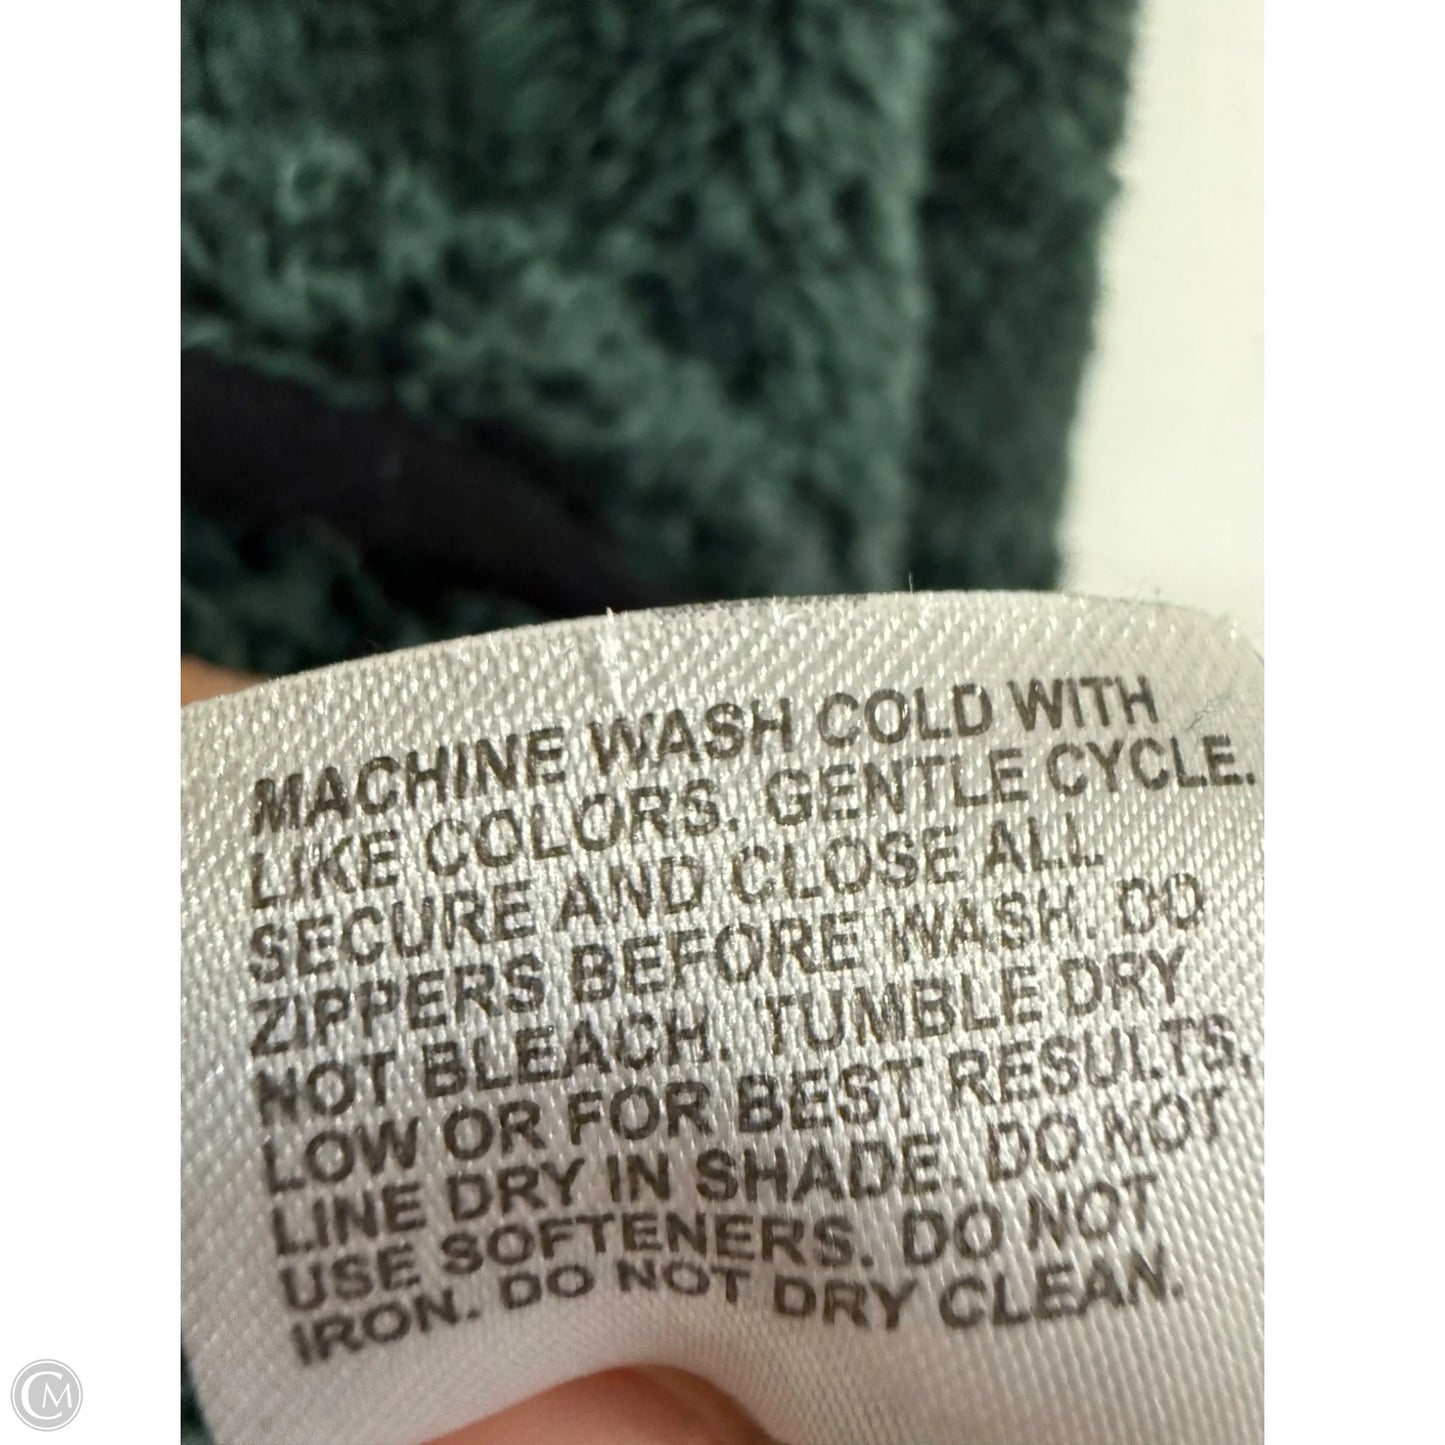 MACHINE WASH COLD WITH
LIKE COLORS. GENTLE CYCLE.
SECURE AND CLOSE ALL
ZIPPERS BEFORE WASH. DO
NOT BLEACH. TUMBLE DRY
LOW OR FOR BEST RESULTS,
LINE DRY IN SHADE. DO NOT
USE SOFTENERS. DO NOT
IRON. DO NOT DRY CLEAN.
CM